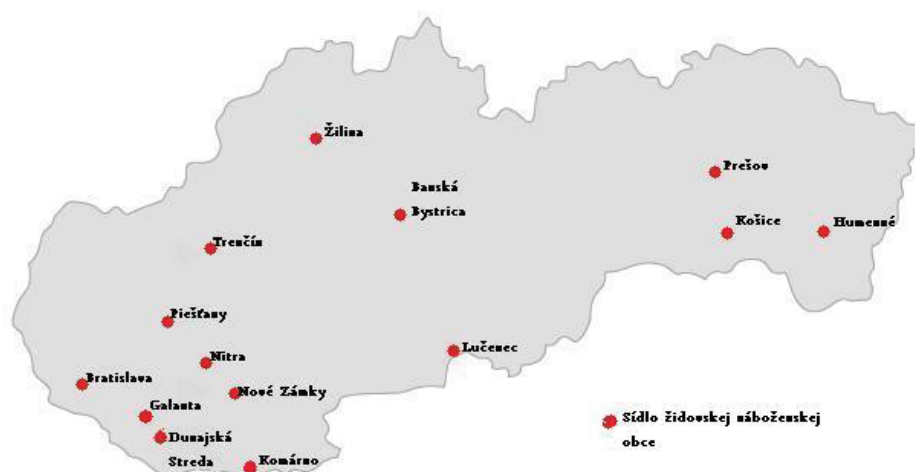 Žilina
Prešov
Banská
Bystrica
Košice
Humenné
Trenčín
Piešťany
Nitra
Lučenec
Bratislava
Nové Zámky
Galanta
Dunajská
Streda
Komárno
Sídlo židovskej náboženskej
obce